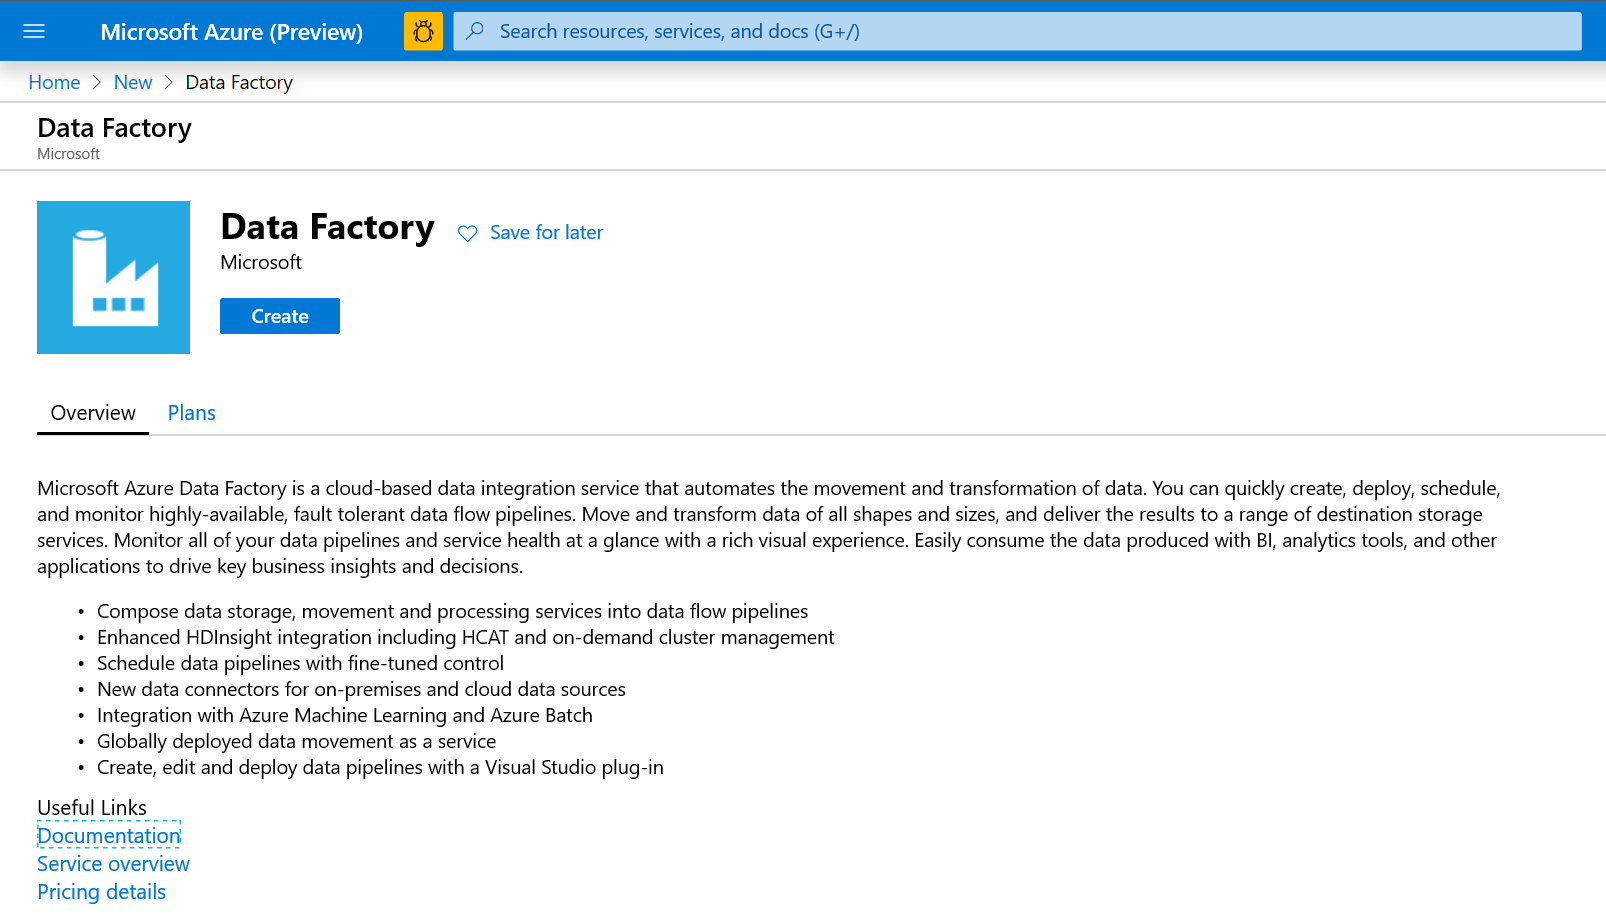 Microsoft Azure (Preview)
Search resources, services, and docs (G+/)
Home > New > Data Factory
Data Factory
Microsoft
Data Factory
Save for later
Microsoft
Create
Overview
Plans
Microsoft Azure Data Factory is a cloud-based data integration service that automates the movement and transformation of data. You can quickly create, deploy, schedule,
and monitor highly-available, fault tolerant data flow pipelines. Move and transform data of all shapes and sizes, and deliver the results to a range of destination storage
services. Monitor all of your data pipelines and service health at a glance with a rich visual experience. Easily consume the data produced with BI, analytics tools, and other
applications to drive key business insights and decisions.
• Compose data storage, movement and processing services into data flow pipelines
• Enhanced HDInsight integration including HCAT and on-demand cluster management
• Schedule data pipelines with fine-tuned control
• New data connectors for on-premises and cloud data sources
• Integration with Azure Machine Learning and Azure Batch
• Globally deployed data movement as a service
• Create, edit and deploy data pipelines with a Visual Studio plug-in
Useful Links
Documentation
Service overview
Pricing details